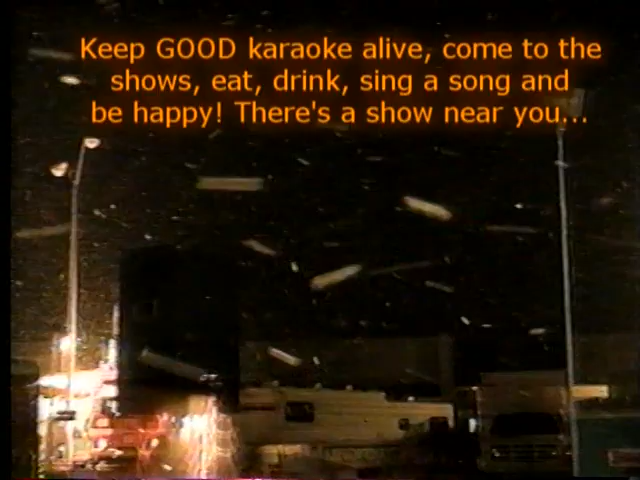 Keep GOOD karaoke alive, come to the
shows, eat, drink, sing a song and
be happy! There's a show near you...